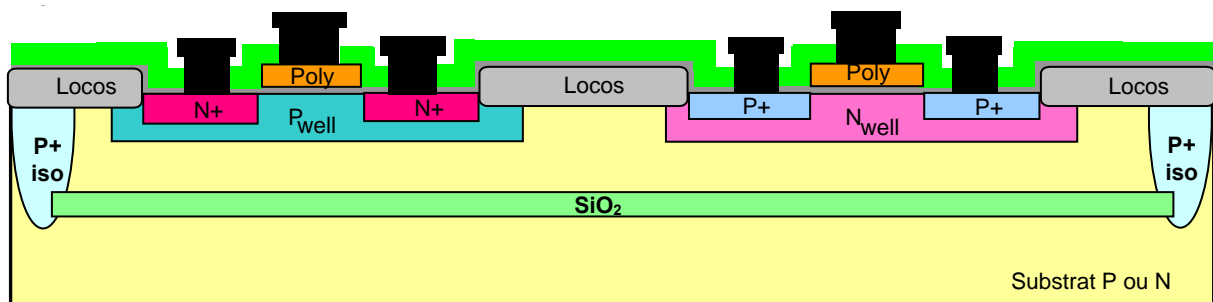 Locos
Poly
Locos
Poly
Locos
N+
Pwell
N+
P+
Nwell
P+
P+
iso
P+
iso
SiO₂
Substrat P ou N